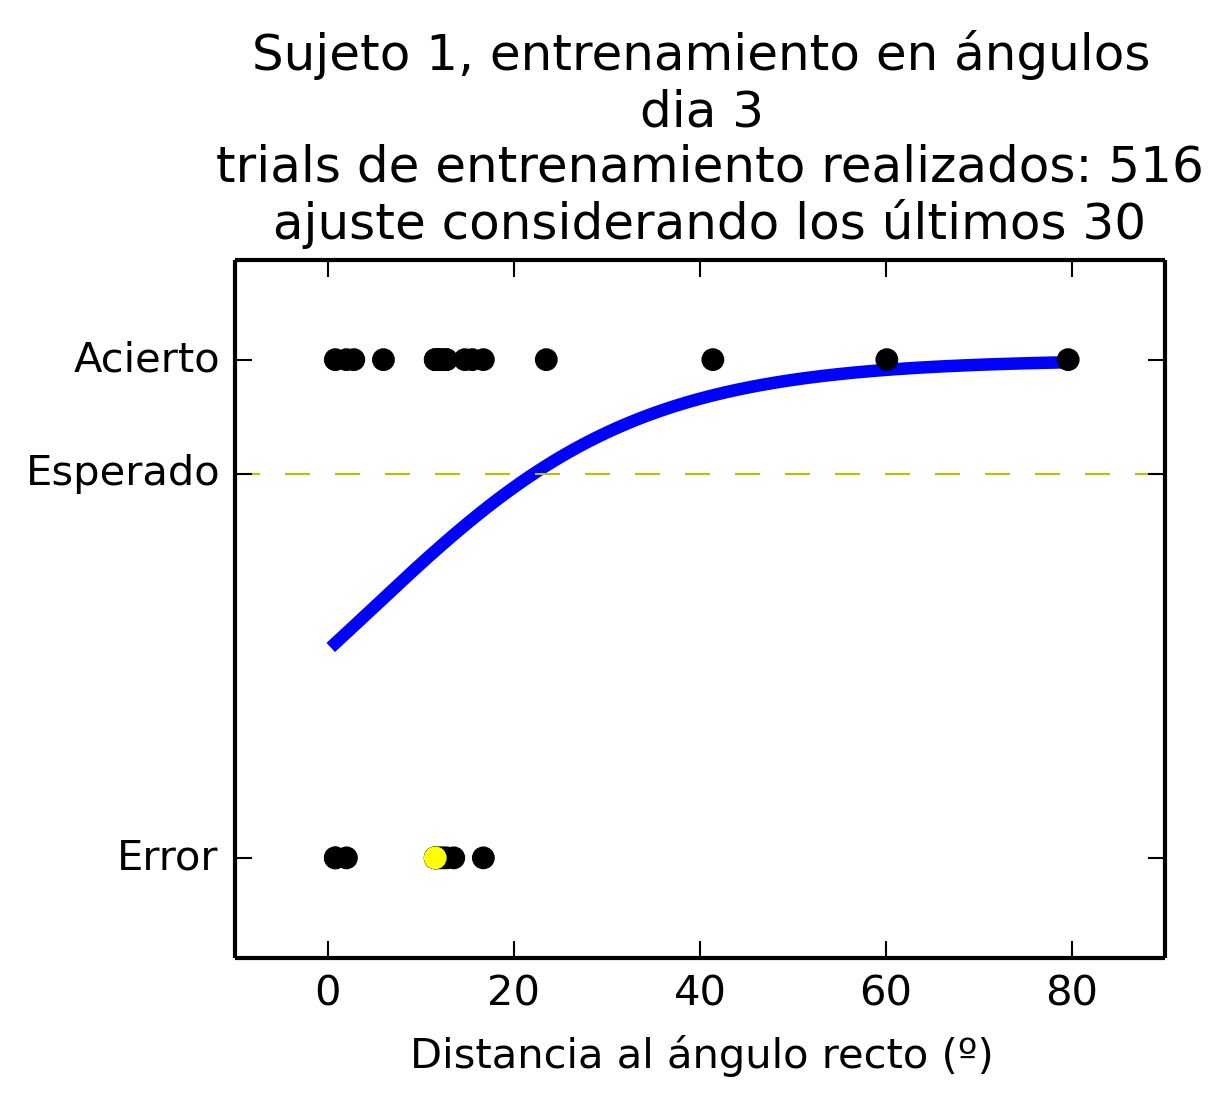 Sujeto 1, entrenamiento en ángulos
dia 3
trials de entrenamiento realizados: 516
ajuste considerando los últimos 30
Acierto
Esperado
Error
0 20 40 60 80
Distancia al ángulo recto (º)